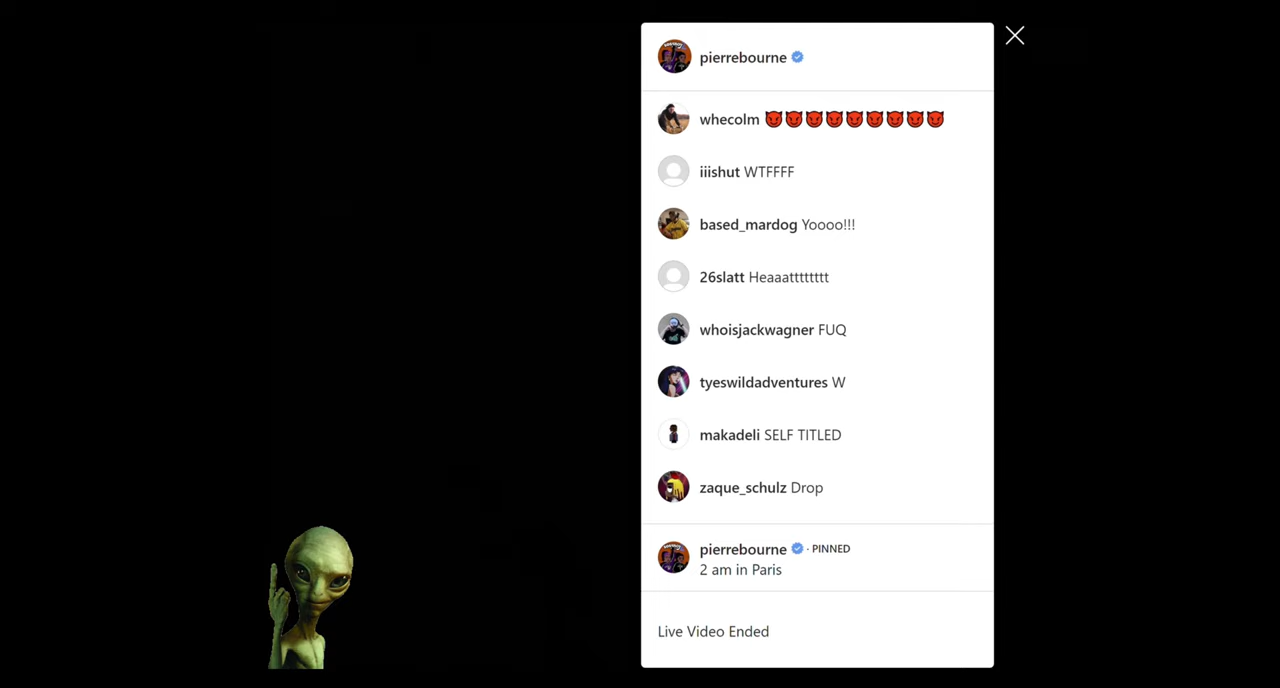 pierrebourne
whecolm 😈😈😈😈😈😈😈😈😈
iiishut WTFFFF
based_mardog Yoooo!!!
26slatt Heaaatttttttt
whoisjackwagner FUQ
tyeswildadventures W
makadeli SELF TITLED
zaque_schulz Drop
pierrebourne · PINNED
2 am in Paris
Live Video Ended